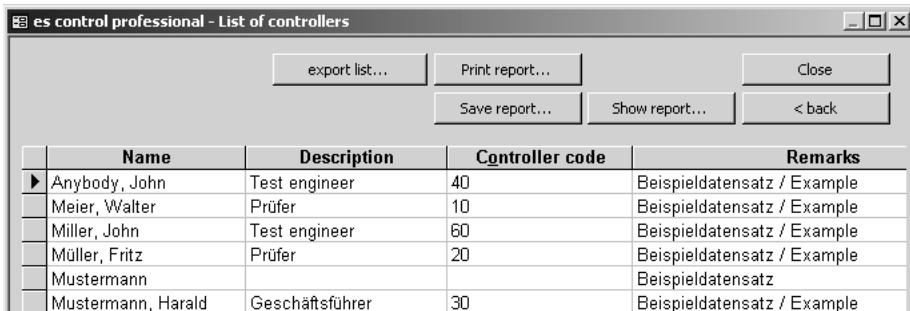 es control professional - List of controllers
export list... Print report... Close
Save report... Show report... < back
Name Description Controller code Remarks
Anybody, John Test engineer 40 Beispieldatensatz / Example
Meier, Walter Prüfer 10 Beispieldatensatz / Example
Miller, John Test engineer 60 Beispieldatensatz / Example
Müller, Fritz Prüfer 20 Beispieldatensatz / Example
Mustermann Beispieldatensatz
Mustermann, Harald Geschäftsführer 30 Beispieldatensatz / Example